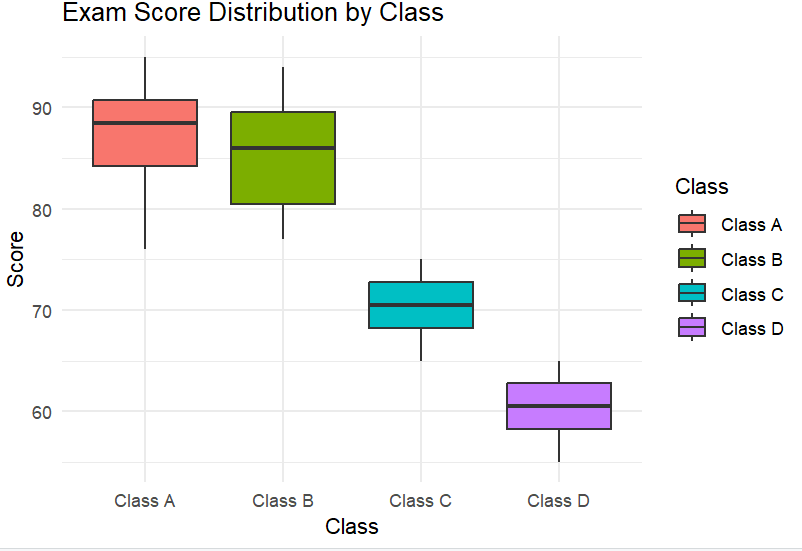 Exam Score Distribution by Class
90
80
70
60
Score
Class A
Class B
Class C
Class D
Class
Class
Class A
Class B
Class C
Class D